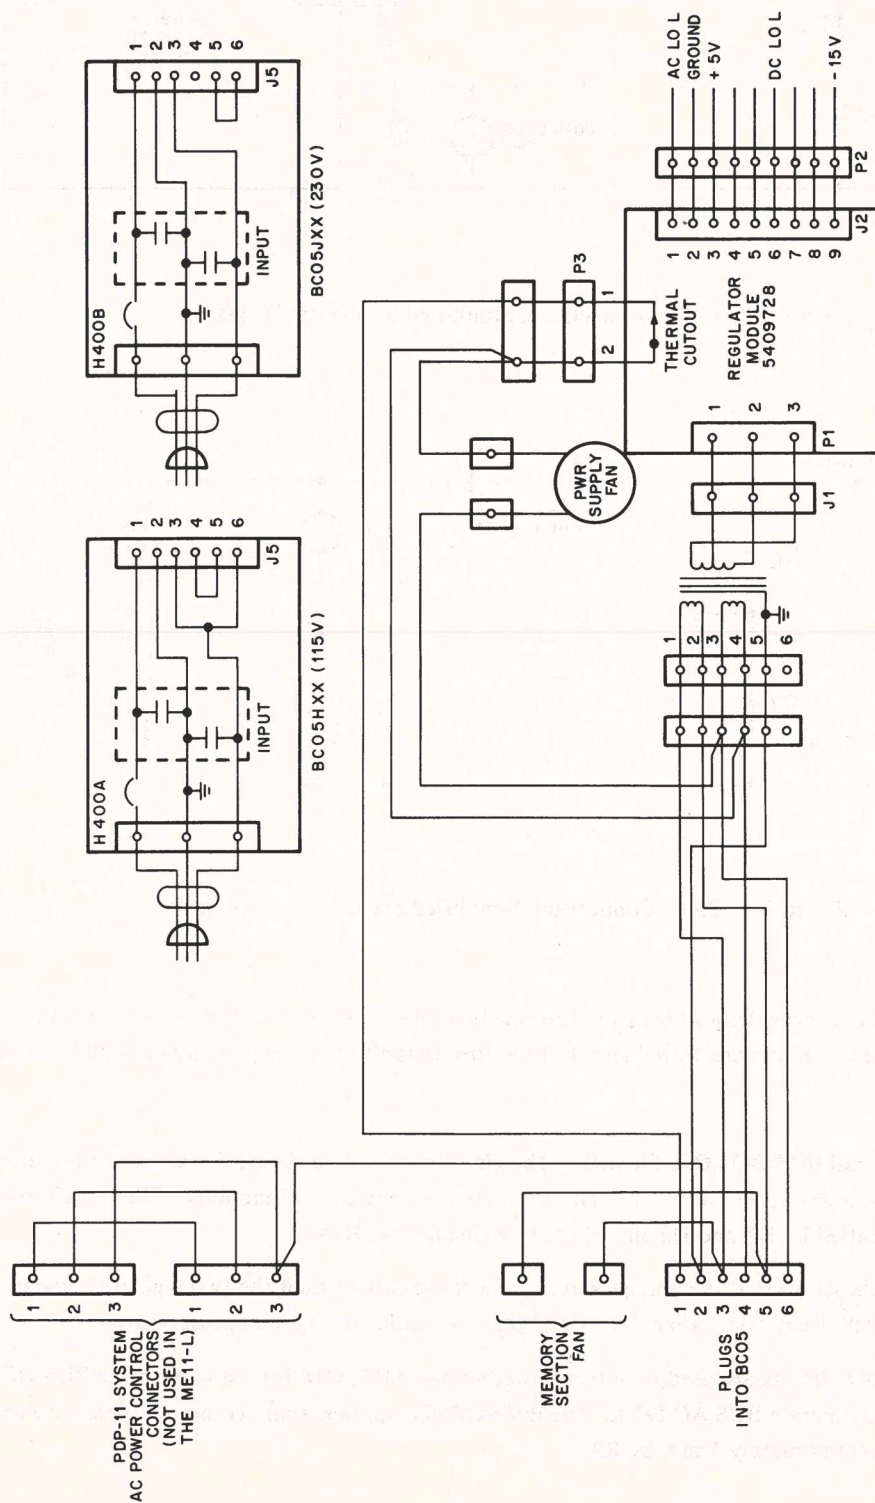 H400B
INPUT
1
2
3
4
5
6
J5
BC05JXX (230V)
H400A
INPUT
1
2
3
4
5
6
J5
BC05HXX (115V)
PDP-11 SYSTEM
AC POWER CONTROL
CONNECTORS
(NOT USED IN
THE ME11-L)
1
2
3
1
2
3
MEMORY
SECTION
FAN
PLUGS
INTO BC05
1
2
3
4
5
6
1
2
3
4
5
6
PWR
SUPPLY
FAN
P3
1
2
THERMAL
CUTOUT
REGULATOR
MODULE
5409728
J1
P1
1
2
3
1
2
3
4
5
6
7
8
9
J2
P2
AC LO L
GROUND
+5V
DC LO L
-15V